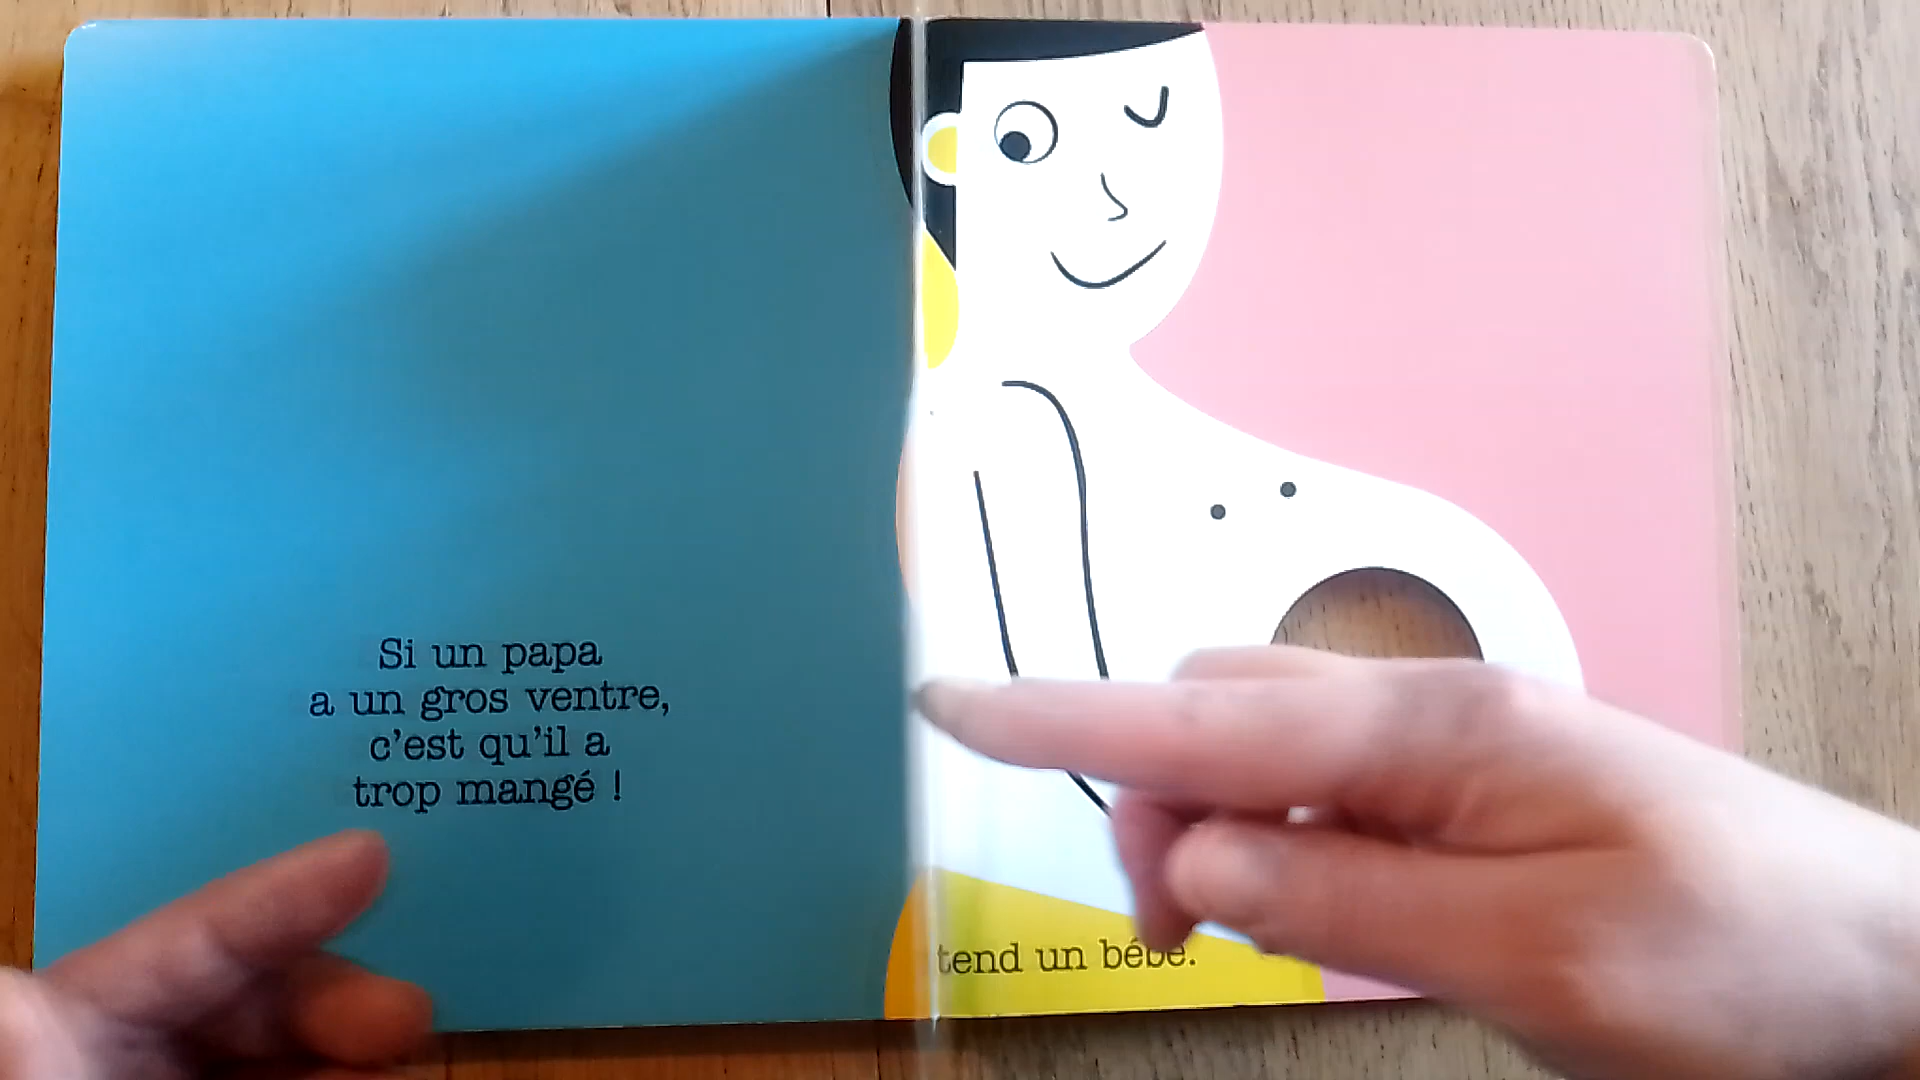 Si un papa
a un gros ventre,
c'est qu'il a
trop mangé !
tend un bébé.